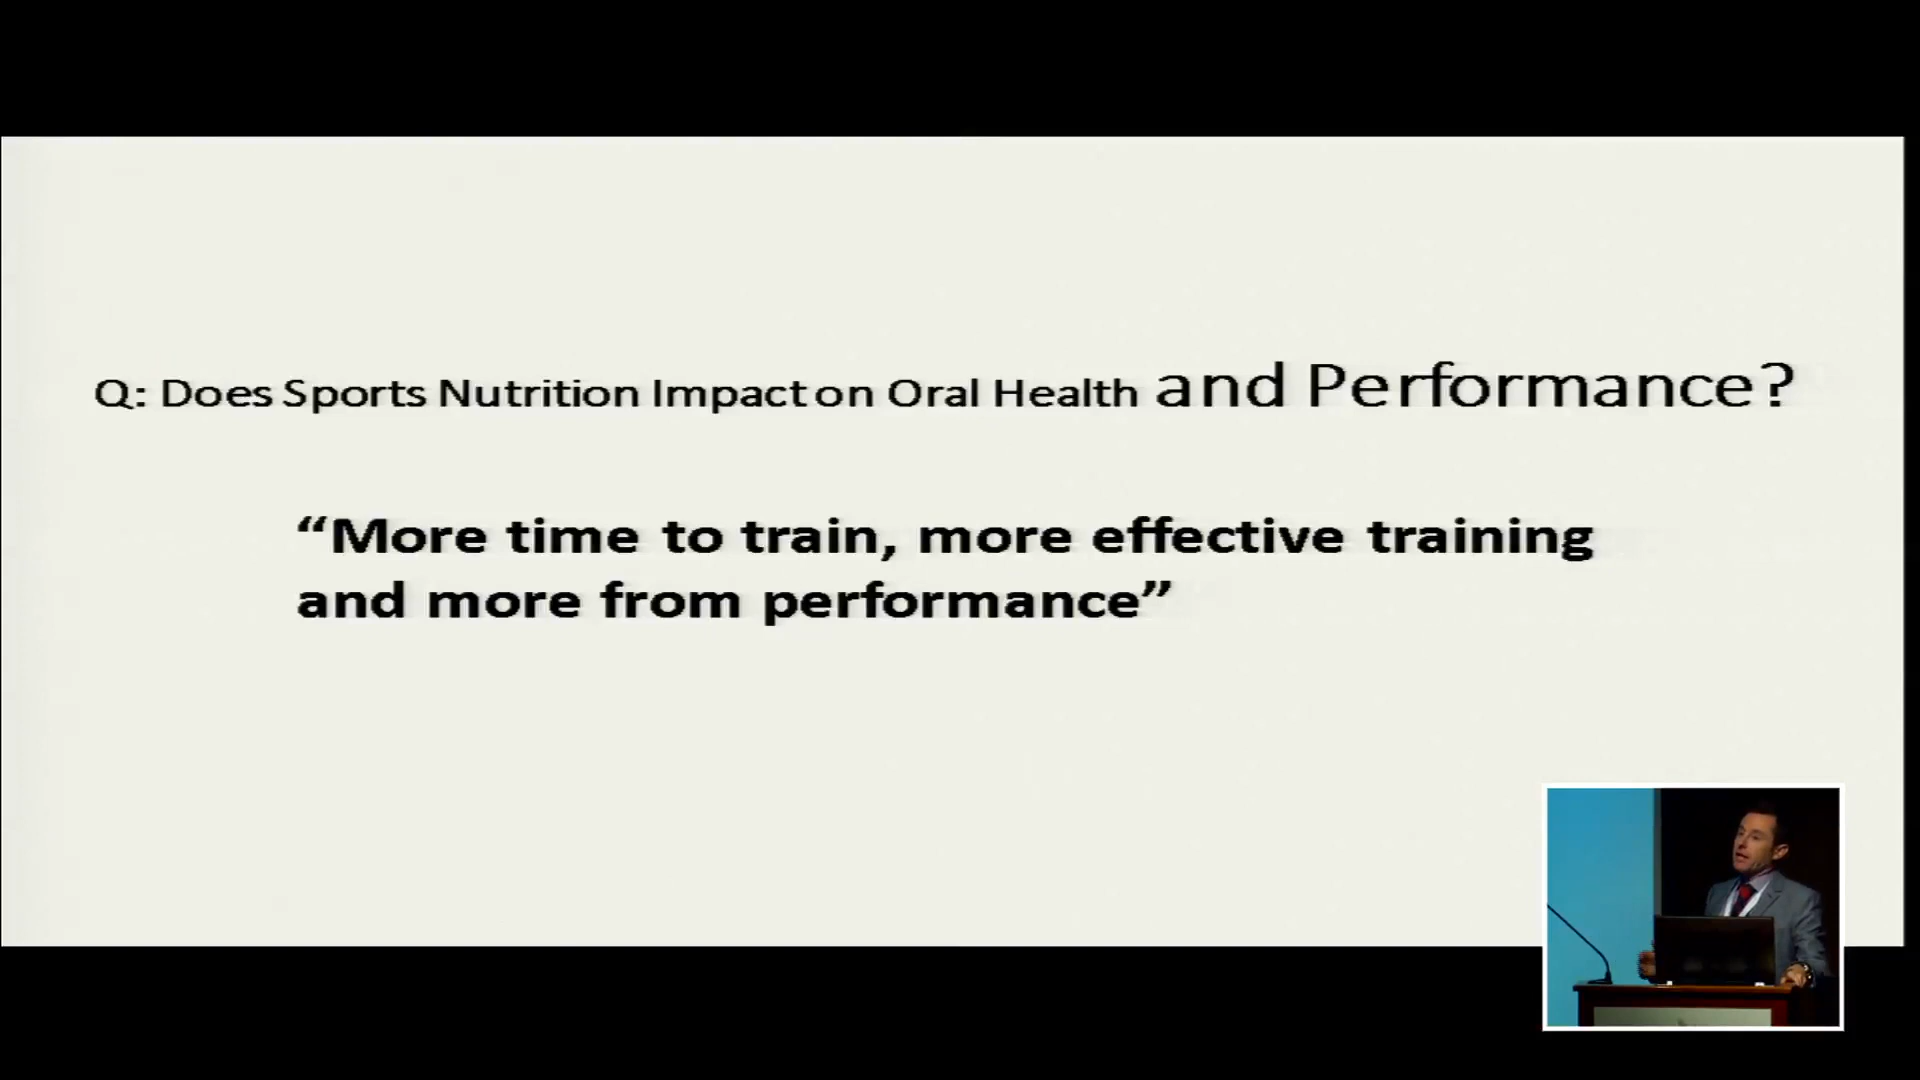 Q: Does Sports Nutrition Impact on Oral Health and Performance?
“More time to train, more effective training
and more from performance”